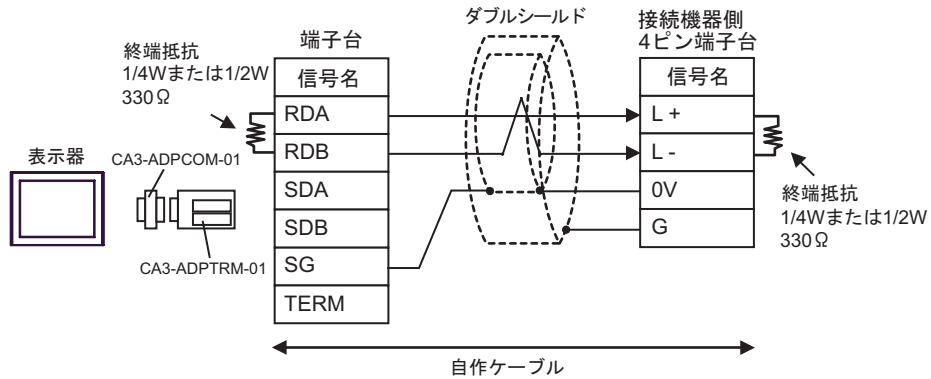 ダブルシールド
終端抵抗
1/4Wまたは1/2W
330Ω
端子台
信号名
RDA
RDB
SDA
SDB
SG
TERM
表示器
CA3-ADPCOM-01
CA3-ADPTRM-01
接続機器側
4ピン端子台
信号名
L +
L -
0V
G
終端抵抗
1/4Wまたは1/2W
330Ω
自作ケーブル